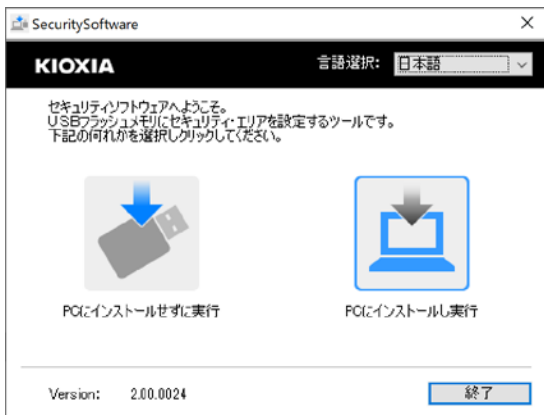 SecuritySoftware
KIOXIA 言語選択: 日本語
セキュリティソフトウェアへようこそ。
USBフラッシュメモリにセキュリティ・エリアを設定するツールです。
下記の何れかを選択しクリックしてください。
PCにインストールせずに実行 PCにインストールし実行
Version: 2.00.0024 終了